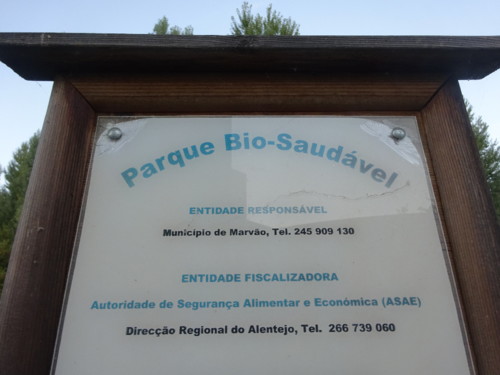 Parque Bio-Saudável
ENTIDADE RESPONSÁVEL
Município de Marvão, Tel. 245 909 130
ENTIDADE FISCALIZADORA
Autoridade de Segurança Alimentar e Económica (ASAE)
Direcção Regional do Alentejo, Tel. 266 739 060